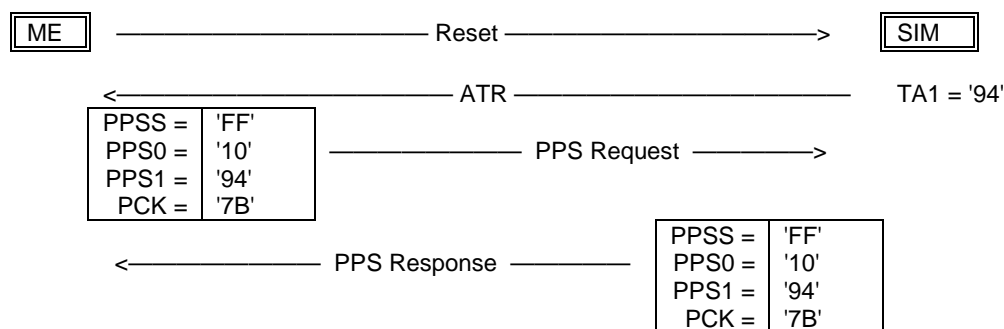 ME Reset SIM
ATR TA1 = '94'
PPSS = 'FF'
PPS0 = '10' PPS Request
PPS1 = '94'
PCK = '7B'
PPSS = 'FF'
PPS Response PPS0 = '10'
PPS1 = '94'
PCK = '7B'